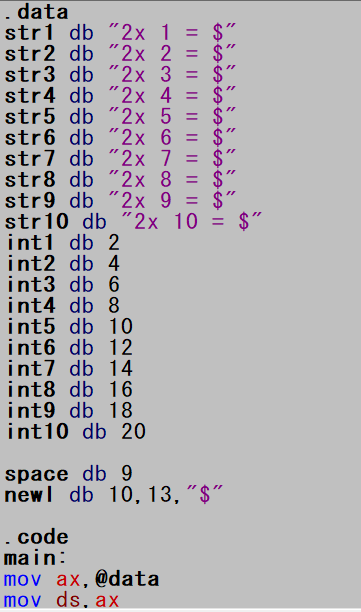 .data
str1 db "2x 1 = $"
str2 db "2x 2 = $"
str3 db "2x 3 = $"
str4 db "2x 4 = $"
str5 db "2x 5 = $"
str6 db "2x 6 = $"
str7 db "2x 7 = $"
str8 db "2x 8 = $"
str9 db "2x 9 = $"
str10 db "2x 10 = $"
int1 db 2
int2 db 4
int3 db 6
int4 db 8
int5 db 10
int6 db 12
int7 db 14
int8 db 16
int9 db 18
int10 db 20

space db 9
newl db 10,13,"$"

.code
main:
mov ax,@data
mov ds,ax